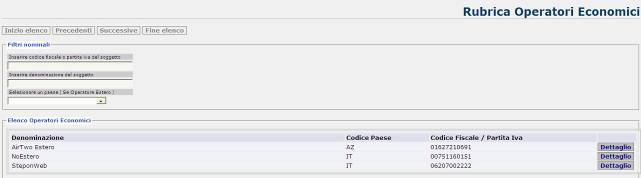 Rubrica Operatori Economici
Inizio elenco Precedenti Successive Fine elenco
Filtri nominali
Inserire codice fiscale o partita iva del soggetto
Inserire denominazione del soggetto
Selezionare un paese ( Se Operatore Estero )
Elenco Operatori Economici
Denominazione Codice Paese Codice Fiscale / Partita Iva
AirTwo Estero AZ 01627210691 Dettaglio
NoEstero IT 00751160151 Dettaglio
SteponWeb IT 06207002222 Dettaglio